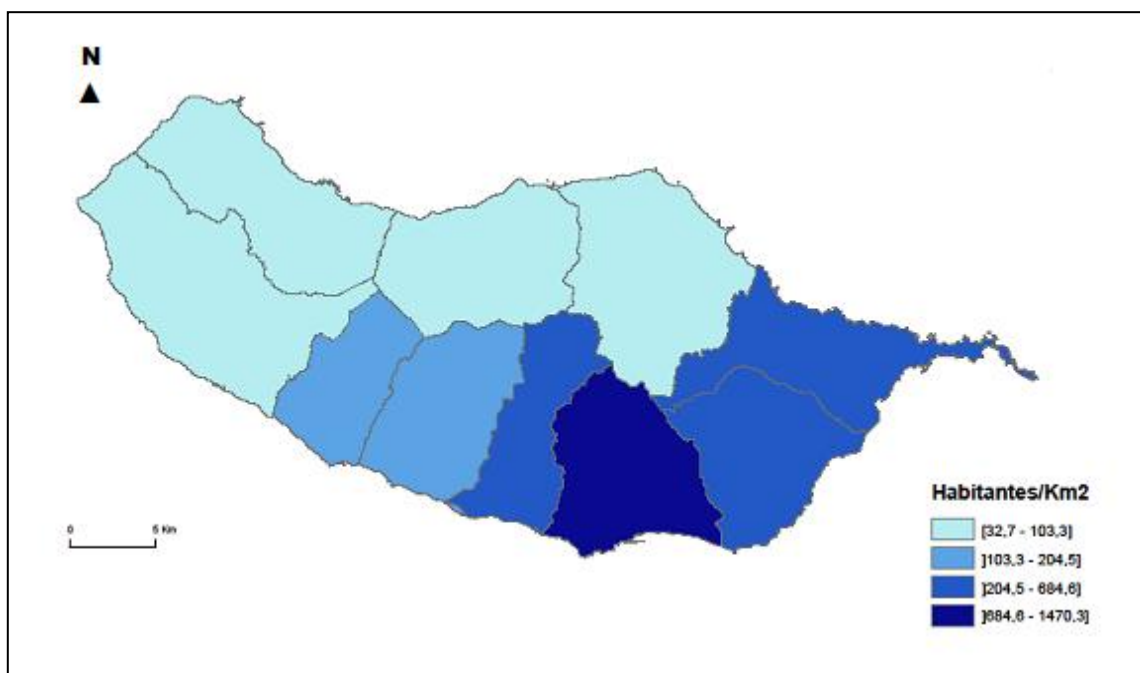 N
0 5 Km
Habitantes/Km2
]32,7 - 103,3]
]103,3 - 204,5]
]204,5 - 684,6]
]684,6 - 1470,3]